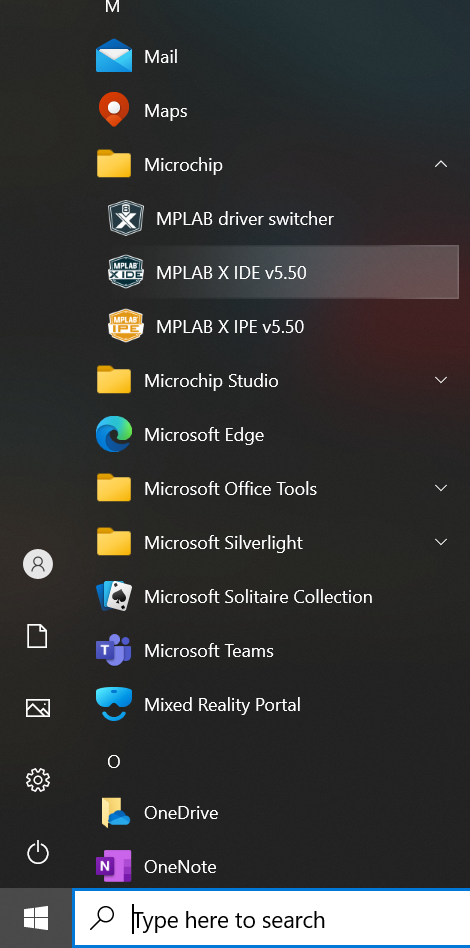 M
Mail
Maps
Microchip
MPLAB driver switcher
MPLAB X IDE v5.50
MPLAB X IPE v5.50
Microchip Studio
Microsoft Edge
Microsoft Office Tools
Microsoft Silverlight
Microsoft Solitaire Collection
Microsoft Teams
Mixed Reality Portal
O
OneDrive
OneNote
Type here to search